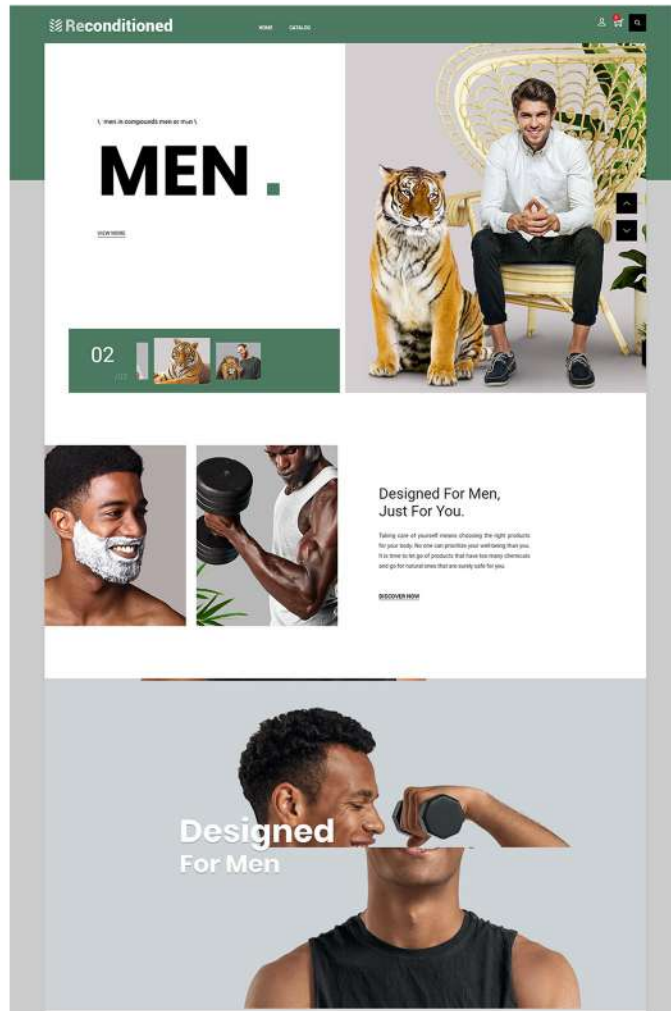 Reconditioned
HOME CATALOG
\ men in compounds men or man \
MEN .
VIEW MORE
02
/03
Designed For Men,
Just For You.
Taking care of yourself means choosing the right products
for your body. No one can prioritize your well-being than you.
It is time to let go of products that have too many chemicals
and go for natural ones that are surely safe for you.
DISCOVER NOW
Designed
For Men